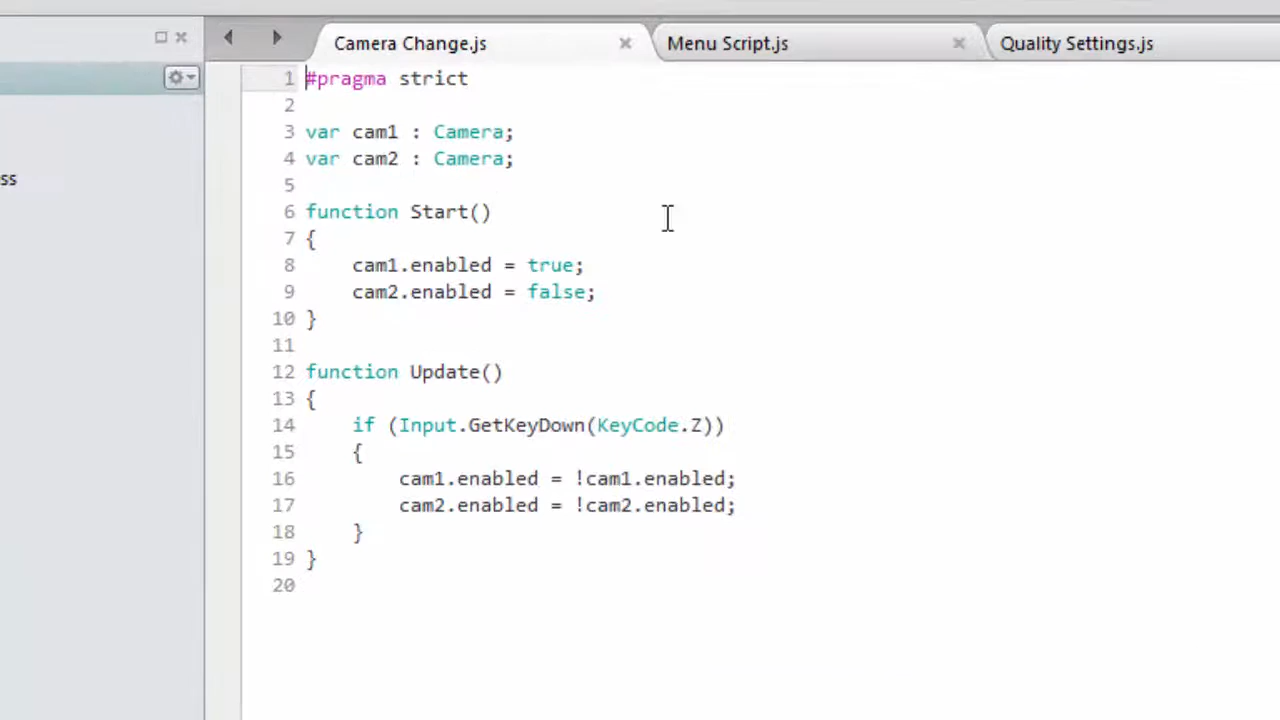 Camera Change.js
Menu Script.js
Quality Settings.js
ss
1 #pragma strict
2
3 var cam1 : Camera;
4 var cam2 : Camera;
5
6 function Start()
7 {
8     cam1.enabled = true;
9     cam2.enabled = false;
10 }
11
12 function Update()
13 {
14     if (Input.GetKeyDown(KeyCode.Z))
15     {
16         cam1.enabled = !cam1.enabled;
17         cam2.enabled = !cam2.enabled;
18     }
19 }
20